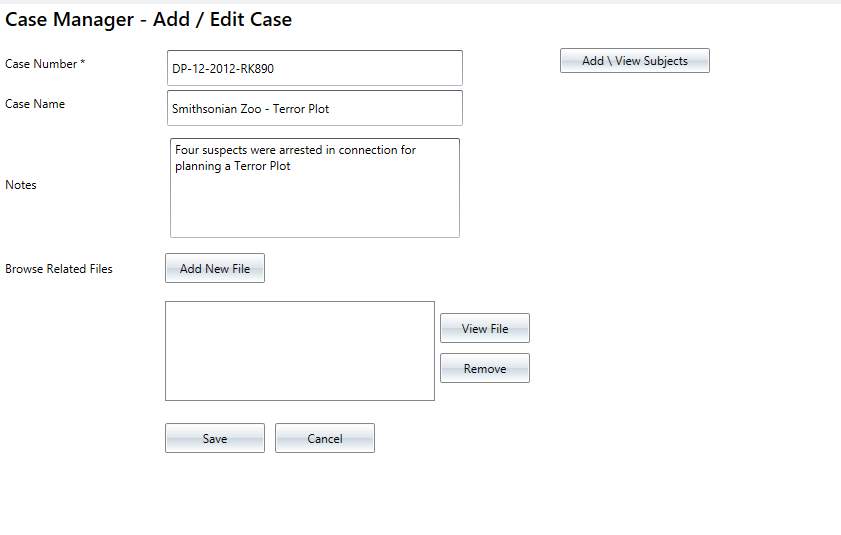 Case Manager - Add / Edit Case
Case Number *
DP-12-2012-RK890
Add \ View Subjects
Case Name
Smithsonian Zoo - Terror Plot
Notes
Four suspects were arrested in connection for
planning a Terror Plot
Browse Related Files
Add New File
View File
Remove
Save
Cancel